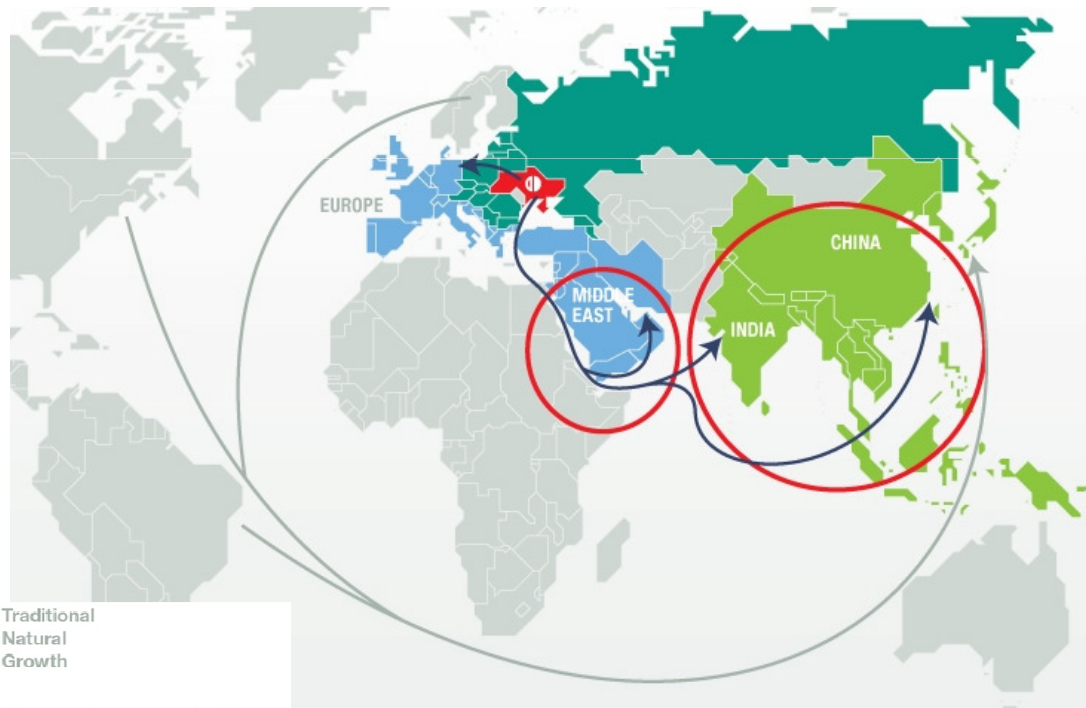 EUROPE
CHINA
MIDDLE
EAST
INDIA
Traditional
Natural
Growth